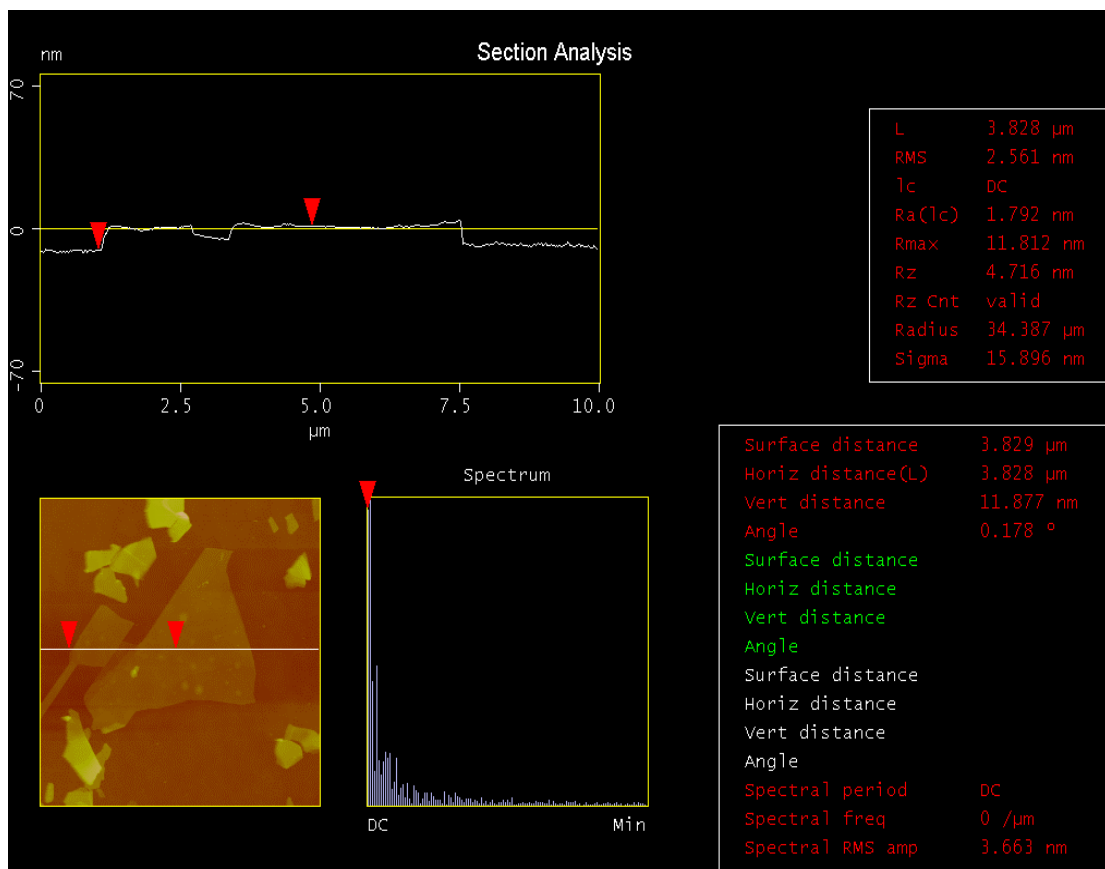 Section Analysis
nm
70
0
-70
0 2.5 5.0 7.5 10.0
µm
L 3.828 µm
RMS 2.561 nm
lc DC
Ra(lc) 1.792 nm
Rmax 11.812 nm
Rz 4.716 nm
Rz Cnt valid
Radius 34.387 µm
Sigma 15.896 nm
Spectrum
DC Min
Surface distance 3.829 µm
Horiz distance(L) 3.828 µm
Vert distance 11.877 nm
Angle 0.178 °
Surface distance
Horiz distance
Vert distance
Angle
Surface distance
Horiz distance
Vert distance
Angle
Spectral period DC
Spectral freq 0 /µm
Spectral RMS amp 3.663 nm